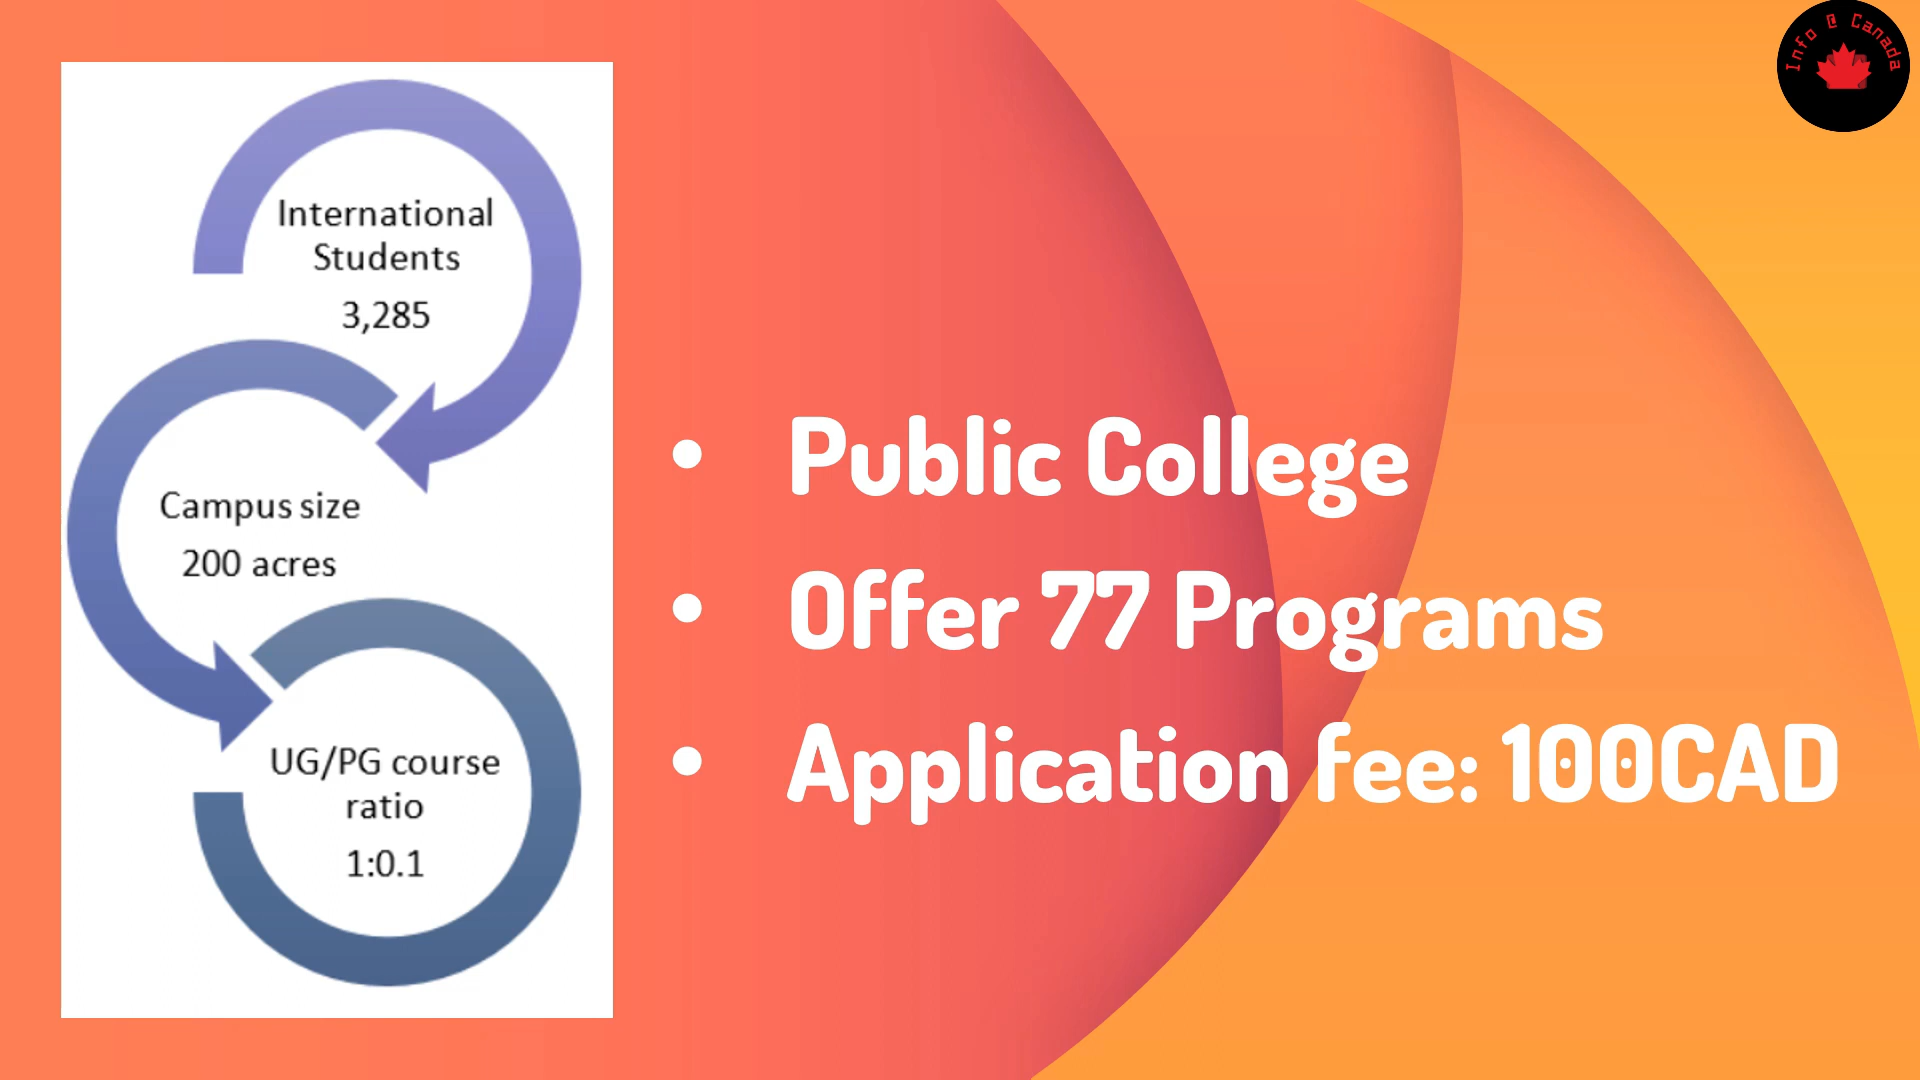 Info @ Canada
International
Students
3,285
Campus size
200 acres
UG/PG course
ratio
1:0.1
• Public College
• Offer 77 Programs
• Application fee: 100CAD